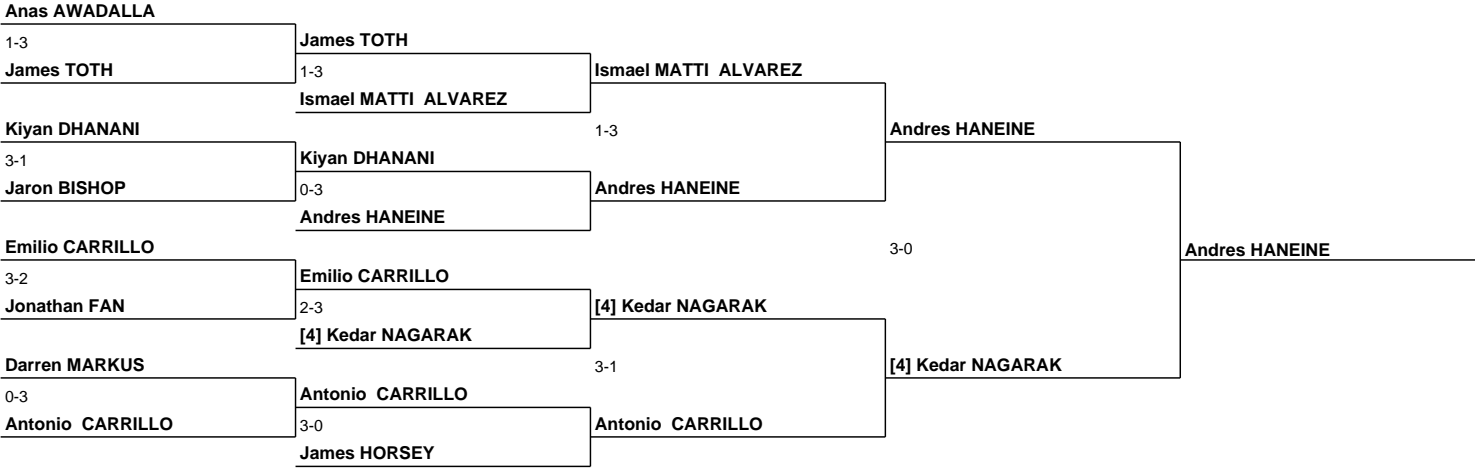 Anas AWADALLA
1-3
James TOTH
James TOTH
1-3
Ismael MATTI  ALVAREZ
Ismael MATTI  ALVAREZ
Kiyan DHANANI
1-3
Andres HANEINE
3-1
Kiyan DHANANI
Jaron BISHOP
0-3
Andres HANEINE
Andres HANEINE
Emilio CARRILLO
3-0
Andres HANEINE
3-2
Emilio CARRILLO
Jonathan FAN
2-3
[4] Kedar NAGARAK
[4] Kedar NAGARAK
Darren MARKUS
3-1
[4] Kedar NAGARAK
0-3
Antonio  CARRILLO
Antonio  CARRILLO
3-0
Antonio  CARRILLO
James HORSEY